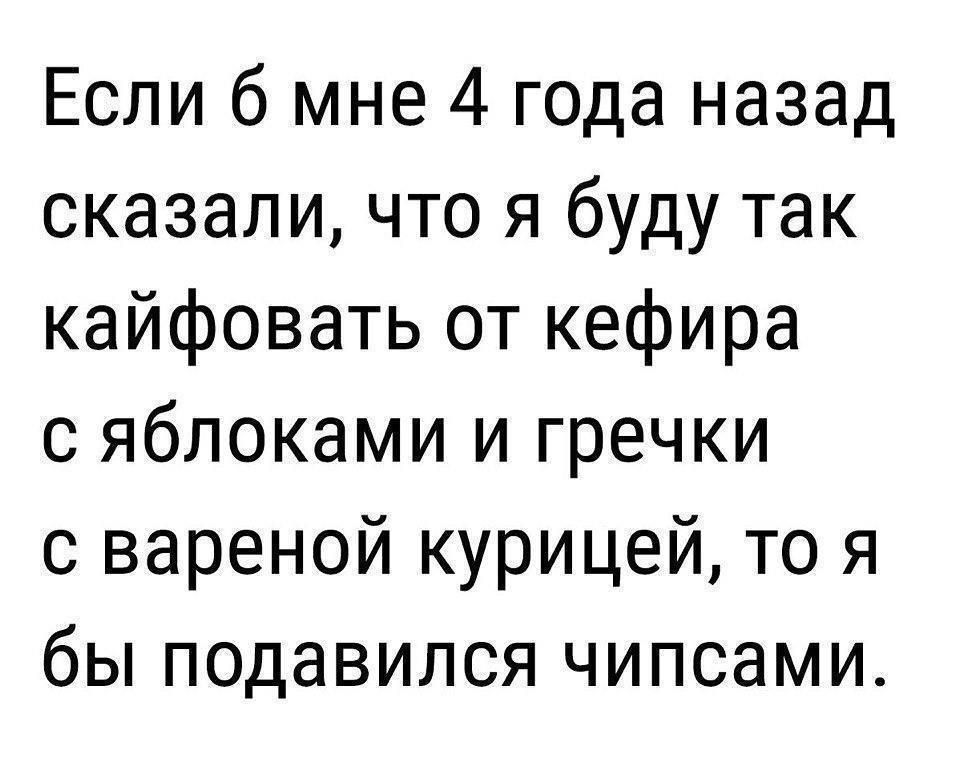 Если б мне 4 года назад
сказали, что я буду так
кайфовать от кефира
с яблоками и гречки
с вареной курицей, то я
бы подавился чипсами.